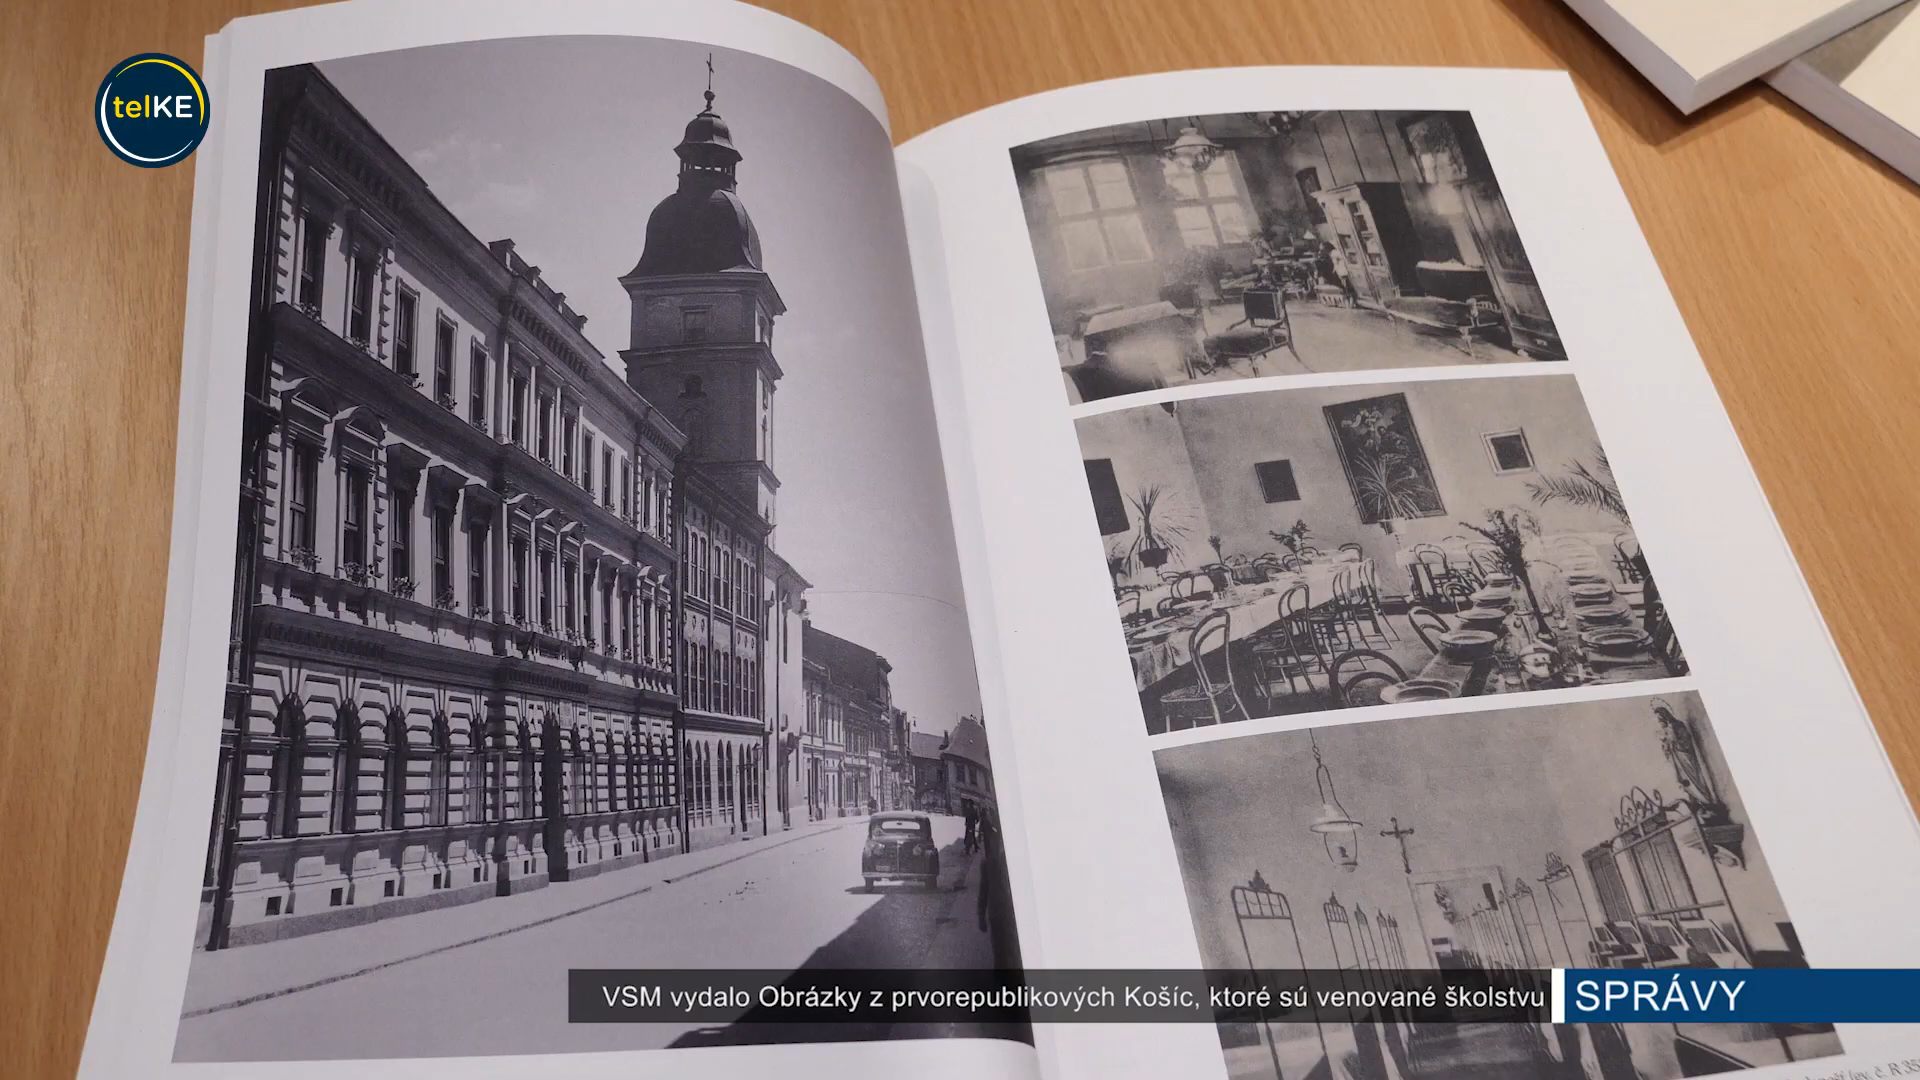 telKE
VSM vydalo Obrázky z prvorepublikových Košíc, ktoré sú venované školstvu
SPRÁVY